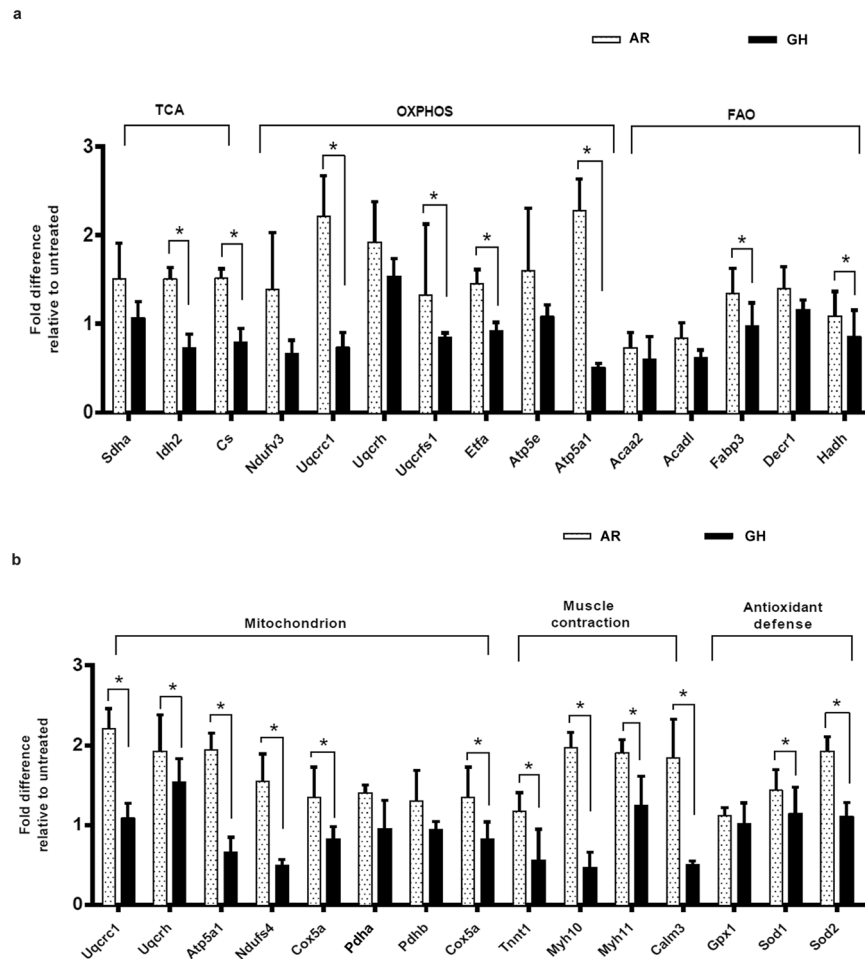 a
AR GH
TCA OXPHOS FAO
Fold difference
relative to untreated
3
2
1
0
* * * * * * * *
Sdha Idh2 Cs Ndufv3 Uqcrc1 Uqcrh Uqcrfs1 Etfa Atp5e Atp5a1 Acaa2 Acadl Fabp3 Decr1 Hadh
AR GH
b
Mitochondrion
Muscle
contraction
Antioxidant
defense
Fold difference
relative to untreated
3
2
1
0
* * * * * * * * * * * *
Uqcrc1 Uqcrh Atp5a1 Ndufs4 Cox5a Pdha Pdhb Cox5a Tnnt1 Myh10 Myh11 Calm3 Gpx1 Sod1 Sod2